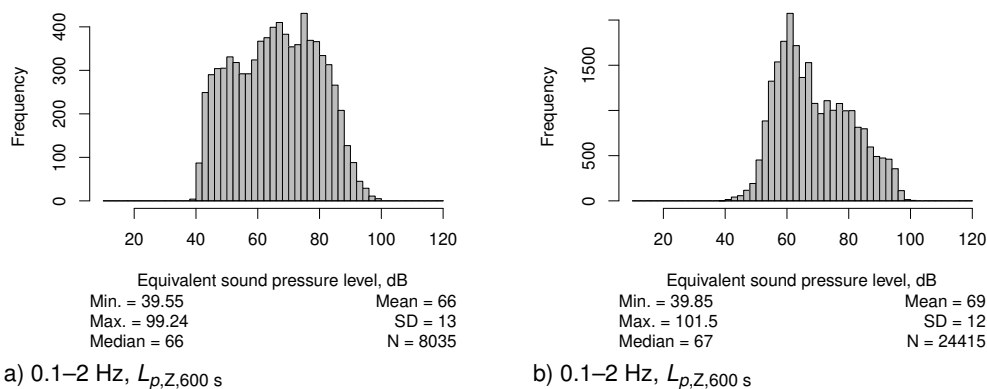 Frequency
0 100 200 300 400
20 40 60 80 100 120
Equivalent sound pressure level, dB
Min. = 39.55 Mean = 66
Max. = 99.24 SD = 13
Median = 66 N = 8035
a) 0.1–2 Hz, Lp,Z,600 s
Frequency
0 500 1500
20 40 60 80 100 120
Equivalent sound pressure level, dB
Min. = 39.85 Mean = 69
Max. = 101.5 SD = 12
Median = 67 N = 24415
b) 0.1–2 Hz, Lp,Z,600 s